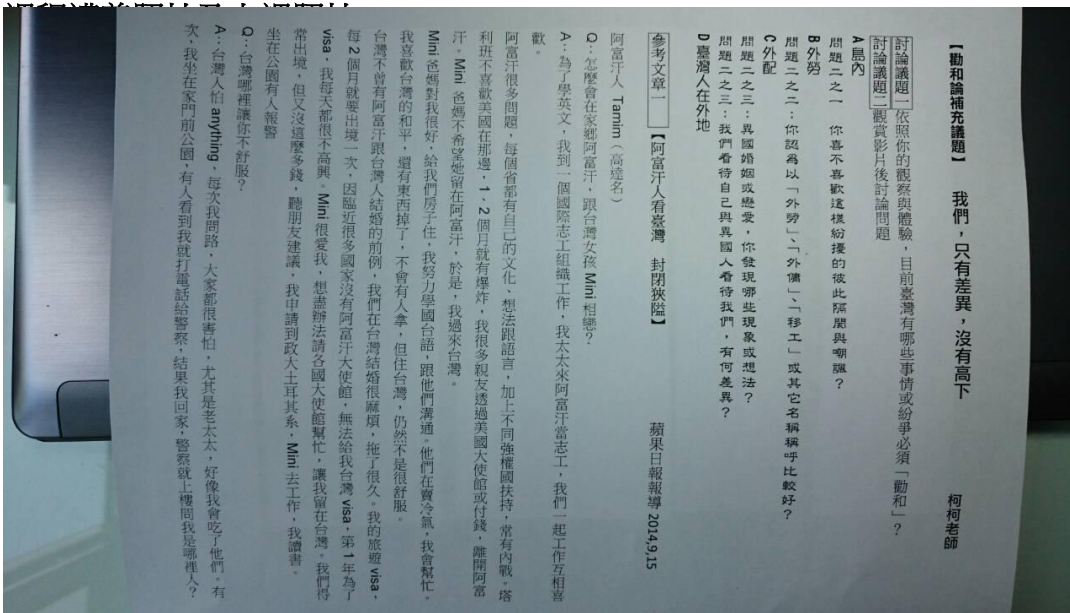 【勸和論補充議題】 我們，只有差異，沒有高下 柯柯老師
討論議題一 依照你的觀察與體驗，目前臺灣有哪些事情或紛爭必須「勸和」？
討論議題二 觀賞影片後討論問題
A 島內
問題二之一 你喜不喜歡這樣紛擾的彼此隔閡與嘲諷？
B 外勞
問題二之二：你認為以「外勞」、「外傭」、「移工」或其它名稱稱呼比較好？
C 外配
問題二之三：異國婚姻或戀愛，你發現哪些現象或想法？
問題二之三：我們看待自己與異國人看待我們，有何差異？
D 臺灣人在外地
參考文章一 【阿富汗人看臺灣 封閉狹隘】 蘋果日報報導 2014,9,15
阿富汗人 Tamim（高達名）
Q：怎麼會在家鄉阿富汗，跟台灣女孩 Mini 相戀？
A：為了學英文，我到一個國際志工組織工作，我太太來阿富汗當志工，我們一起工作互相喜
歡。
阿富汗很多問題，每個省都有自己的文化、想法跟語言，加上不同強權國扶持，常有內戰。塔
利班不喜歡美國在那邊，1、2 個月就有爆炸，我很多親友透過美國大使館或付錢，離開阿富
汗。Mini 爸媽不希望她留在阿富汗，於是，我過來台灣。
Mini 爸媽對我很好，給我們房子住，我努力學國台語，跟他們溝通。他們在賣冷氣，我會幫忙。
我喜歡台灣的和平，還有東西掉了，不會有人拿，但住台灣，仍然不是很舒服。
台灣不曾有阿富汗跟台灣人結婚的前例，我們在台灣結婚很麻煩，拖了很久。我的旅遊 visa，
每 2 個月就要出境一次，因臨近很多國家沒有阿富汗大使館，無法給我台灣 visa，第 1 年為了
visa，我每天都很不高興。Mini 很愛我，想盡辦法請各國大使館幫忙，讓我留在台灣。我們得
常出境，但又沒這麼多錢，聽朋友建議，我申請到政大土耳其系，Mini 去工作，我讀書。
坐在公園有人報警
Q：台灣哪裡讓你不舒服？
A：台灣人怕 anything，每次我問路，大家都很害怕，尤其是老太太，好像我會吃了他們。有
次，我坐在家門前公園，有人看到我就打電話給警察，結果我回家，警察就上樓問我是哪裡人？